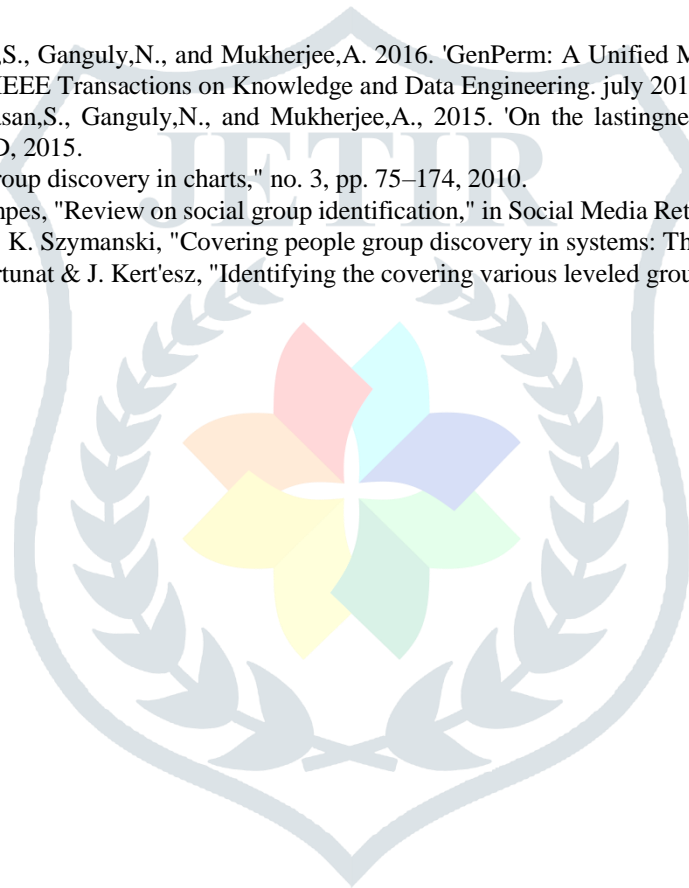 ,S., Ganguly,N., and Mukherjee,A. 2016. 'GenPerm: A Unified M
IEEE Transactions on Knowledge and Data Engineering. july 201
asan,S., Ganguly,N., and Mukherjee,A., 2015. 'On the lastingne
D, 2015.
roup discovery in charts," no. 3, pp. 75–174, 2010.
npes, "Review on social group identification," in Social Media Ret
K. Szymanski, "Covering people group discovery in systems: Th
rtunat & J. Kert'esz, "Identifying the covering various leveled grou
JETIR